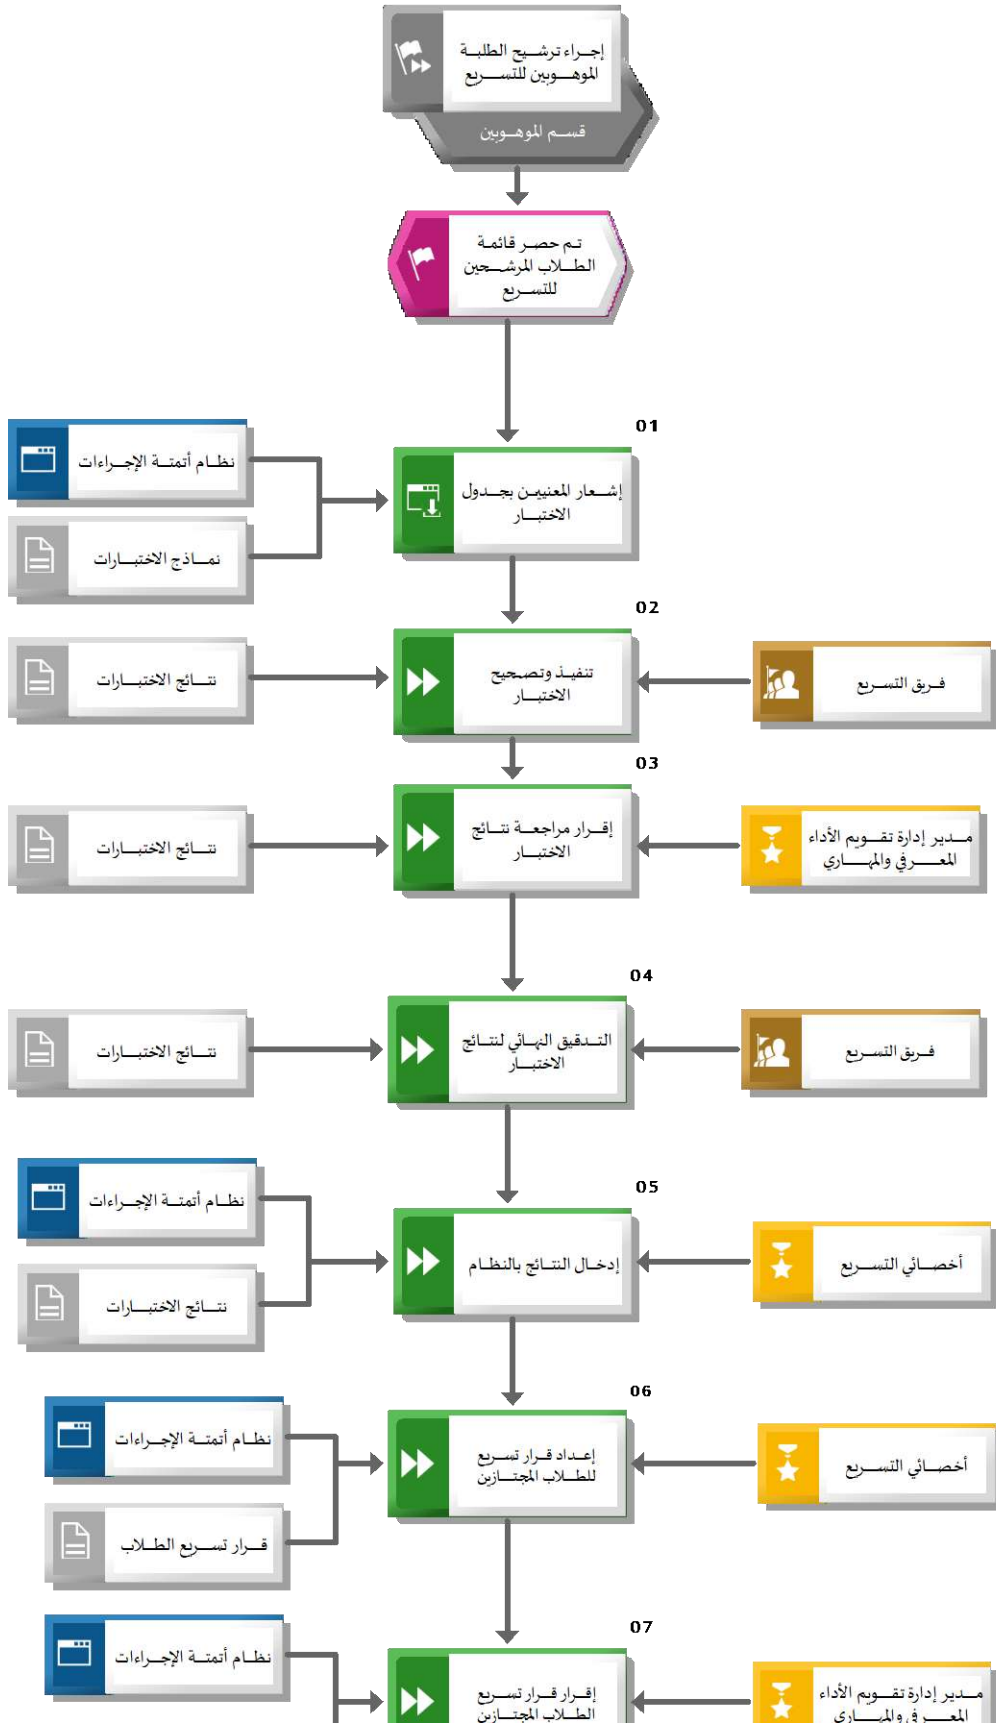 إجراء ترشيح الطلبة
الموهوبين للتسريع
قسم الموهوبين
تم حصر قائمة
الطلاب المرشحين
للتسريع
01
إشعار المعنيين بجدول
الاختبار
نظام أتمتة الإجراءات
نماذج الاختبارات
02
فريق التسريع
تنفيذ وتصحيح
الاختبار
نتائج الاختبارات
03
مدير إدارة تقويم الأداء
المعرفي والمهاري
إقرار مراجعة نتائج
الاختبار
نتائج الاختبارات
04
فريق التسريع
التدقيق النهائي لنتائج
الاختبار
نتائج الاختبارات
05
أخصائي التسريع
إدخال النتائج بالنظام
نظام أتمتة الإجراءات
نتائج الاختبارات
06
أخصائي التسريع
إعداد قرار تسريع
للطلاب المجتازين
نظام أتمتة الإجراءات
قرار تسريع الطلاب
07
مدير إدارة تقويم الأداء
المعرفي والمهاري
إقرار قرار تسريع
الطلاب المجتازين
نظام أتمتة الإجراءات